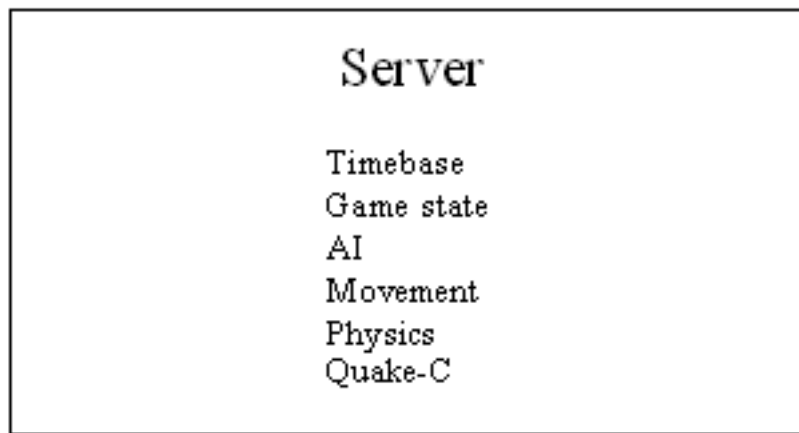 Server
Timebase
Game state
AI
Movement
Physics
Quake-C